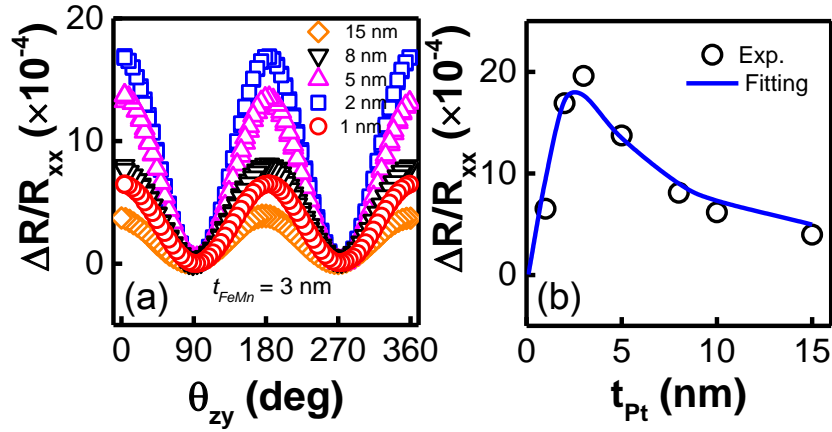 20
10
0
ΔR/R_xx (×10^-4)
15 nm
8 nm
5 nm
2 nm
1 nm
(a)
t_FeMn = 3 nm
0 90 180 270 360
θ_zy (deg)
20
10
0
ΔR/R_xx (×10^-4)
Exp.
Fitting
(b)
0 5 10 15
t_Pt (nm)